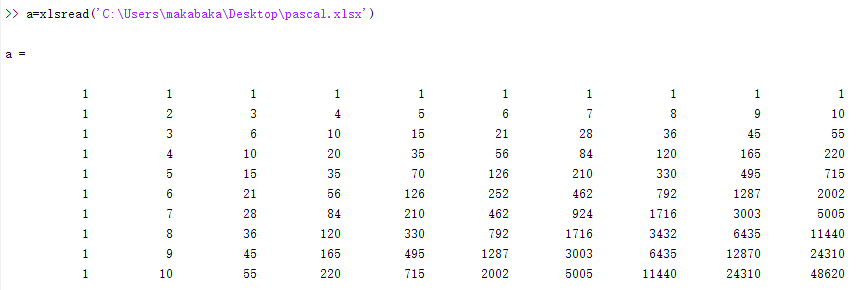 >> a=xlsread('C:\Users\makabaka\Desktop\pascal.xlsx')
a =
1 1 1 1 1 1 1 1 1 1
1 2 3 4 5 6 7 8 9 10
1 3 6 10 15 21 28 36 45 55
1 4 10 20 35 56 84 120 165 220
1 5 15 35 70 126 210 330 495 715
1 6 21 56 126 252 462 792 1287 2002
1 7 28 84 210 462 924 1716 3003 5005
1 8 36 120 330 792 1716 3432 6435 11440
1 9 45 165 495 1287 3003 6435 12870 24310
1 10 55 220 715 2002 5005 11440 24310 48620